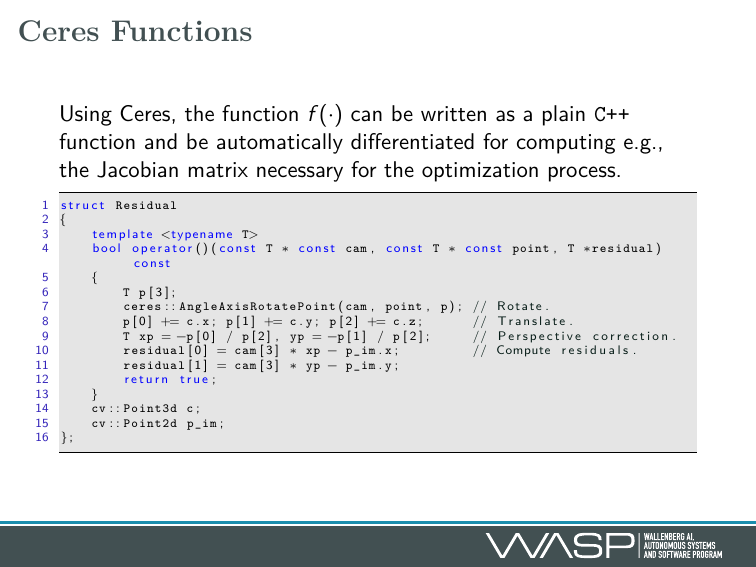 Ceres Functions
Using Ceres, the function f(·) can be written as a plain C++
function and be automatically differentiated for computing e.g.,
the Jacobian matrix necessary for the optimization process.
1 struct Residual
2 {
3     template <typename T>
4     bool operator()(const T * const cam, const T * const point, T *residual)
          const
5     {
6         T p[3];
7         ceres::AngleAxisRotatePoint(cam, point, p); // Rotate.
8         p[0] += c.x; p[1] += c.y; p[2] += c.z;      // Translate.
9         T xp = −p[0] / p[2], yp = −p[1] / p[2];     // Perspective correction.
10        residual[0] = cam[3] * xp − p_im.x;         // Compute residuals.
11        residual[1] = cam[3] * yp − p_im.y;
12        return true;
13    }
14    cv::Point3d c;
15    cv::Point2d p_im;
16 };
WASP
WALLENBERG AI,
AUTONOMOUS SYSTEMS
AND SOFTWARE PROGRAM